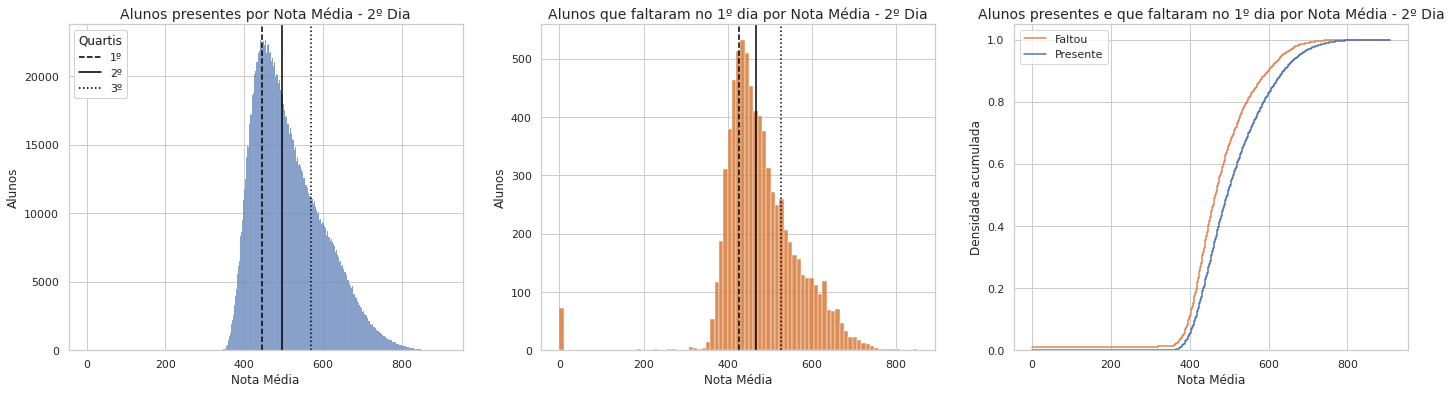 Alunos presentes por Nota Média - 2º Dia
Quartis
1º
2º
3º
20000
15000
10000
5000
0
Alunos
0
200
400
600
800
Nota Média
Alunos que faltaram no 1º dia por Nota Média - 2º Dia
500
400
300
200
100
0
Alunos
0
200
400
600
800
Nota Média
Alunos presentes e que faltaram no 1º dia por Nota Média - 2º Dia
Faltou
Presente
1.0
0.8
0.6
0.4
0.2
0.0
Densidade acumulada
0
200
400
600
800
Nota Média